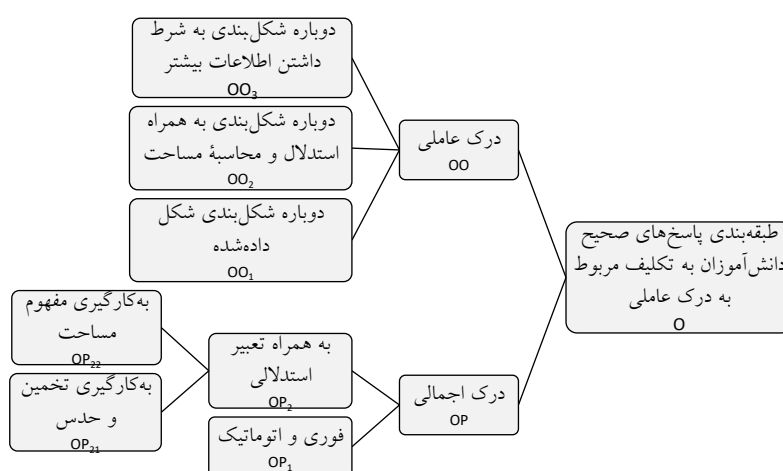 طبقه‌بندی پاسخ‌های صحیح
دانش‌آموزان به تکلیف مربوط
به درک عاملی
O
درک عاملی
OO
دوباره شکل‌بندی به شرط
داشتن اطلاعات بیشتر
OO₃
دوباره شکل‌بندی به همراه
استدلال و محاسبهٔ مساحت
OO₂
دوباره شکل‌بندی شکل
داده‌شده
OO₁
درک اجمالی
OP
به همراه تعبیر
استدلالی
OP₂
به‌کارگیری مفهوم
مساحت
OP₂₂
به‌کارگیری تخمین
و حدس
OP₂₁
فوری و اتوماتیک
OP₁